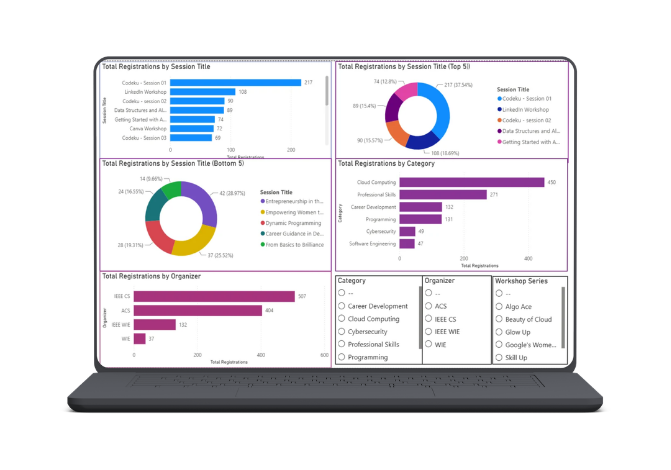 Total Registrations by Session Title
Session Title
Codeku - Session 01
217
LinkedIn Workshop
108
Codeku - session 02
90
Data Structures and Al...
89
Getting Started with A...
74
Canva Workshop
72
Codeku - Session 03
69
0
100
200
Total Registrations
Total Registrations by Session Title (Top 5))
74 (12.8%)
217 (37.54%)
89 (15.4%)
90 (15.57%)
108 (18.69%)
Session Title
Codeku - Session 01
LinkedIn Workshop
Codeku - session 02
Data Structures and Al...
Getting Started with A...
Total Registrations by Session Title (Bottom 5)
14 (9.66%)
24 (16.55%)
42 (28.97%)
28 (19.31%)
37 (25.52%)
Session Title
Entrepreneurship in th...
Empowering Women t...
Dynamic Programming
Career Guidance in De...
From Basics to Brilliance
Total Registrations by Category
Category
Cloud Computing
450
Professional Skills
271
Career Development
132
Programming
131
Cybersecurity
49
Software Engineering
47
0
200
400
Total Registrations
Total Registrations by Organizer
IEEE CS
507
ACS
404
IEEE WIE
132
WIE
37
0
200
400
600
Total Registrations
Category
--
Career Development
Cloud Computing
Cybersecurity
Professional Skills
Programming
Organizer
--
ACS
IEEE CS
IEEE WIE
WIE
Workshop Series
--
Algo Ace
Beauty of Cloud
Glow Up
Google's Wome...
Skill Up